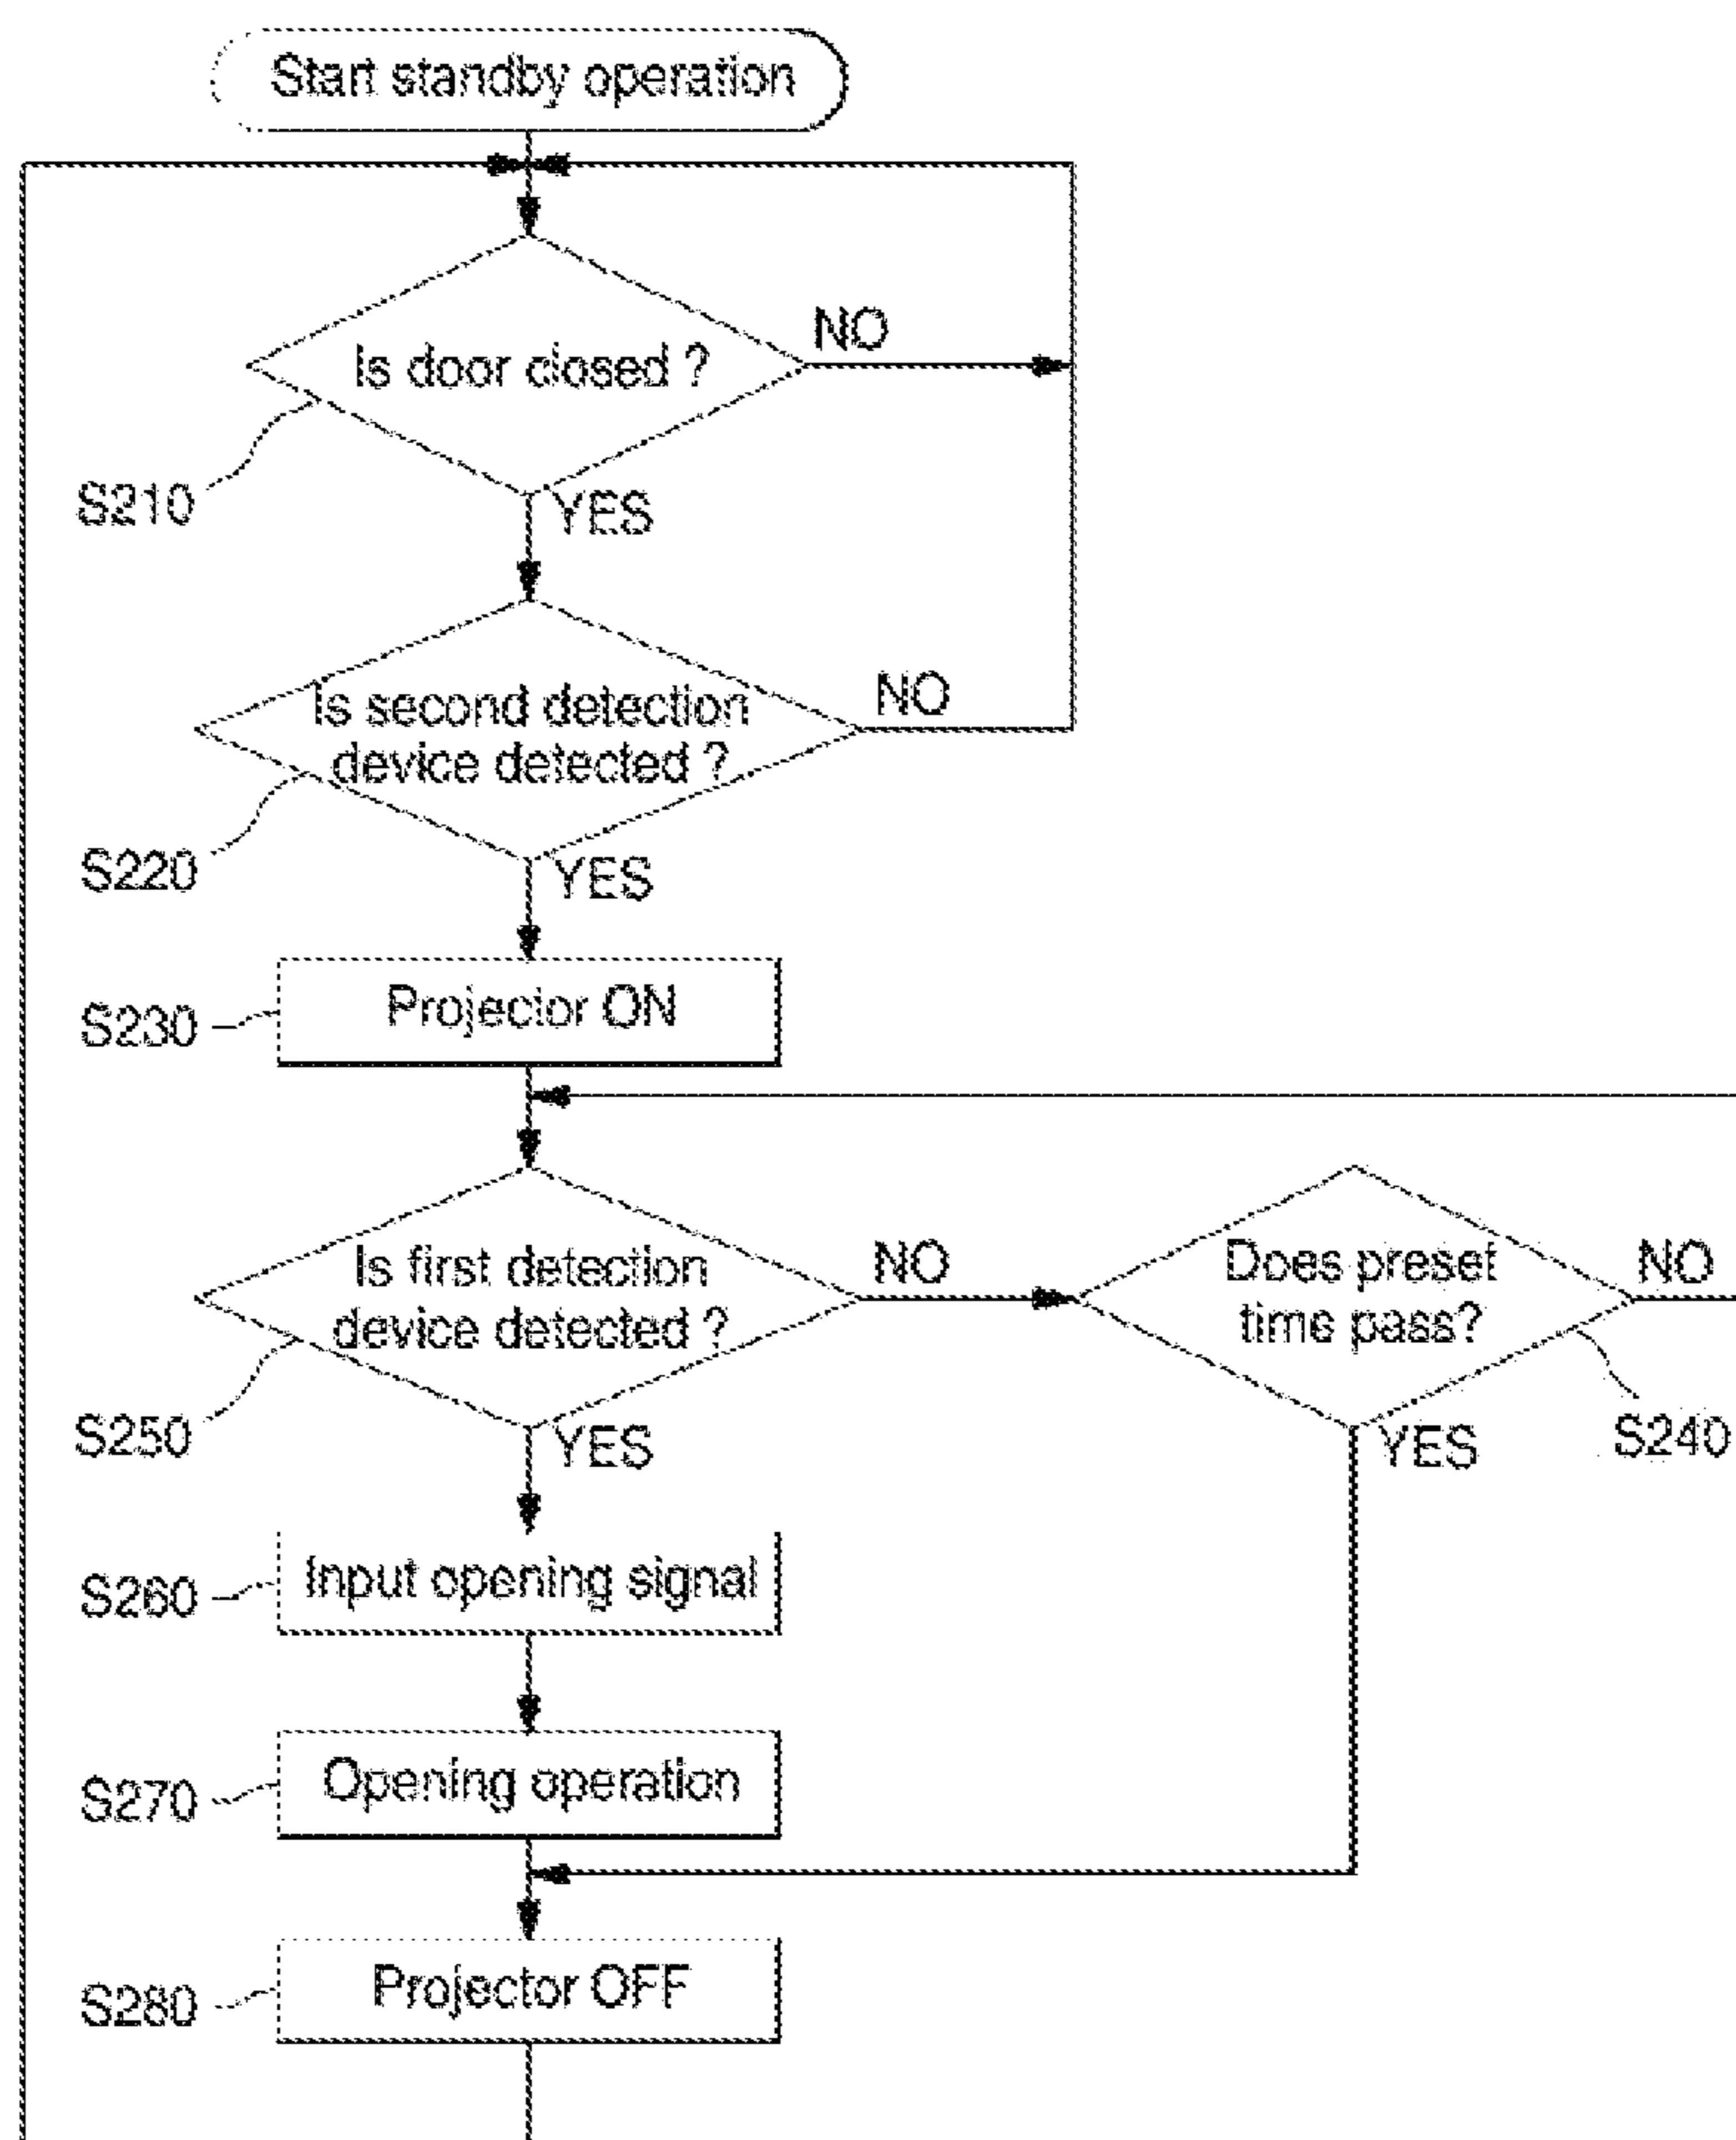 Start standby operation
Is door closed ?
NO
S210
YES
Is second detection
device detected ?
NO
S220
YES
Projector ON
S230
Is first detection
device detected ?
NO
Does preset
time pass?
NO
S250
YES
YES
S240
Input opening signal
S260
Opening operation
S270
Projector OFF
S280